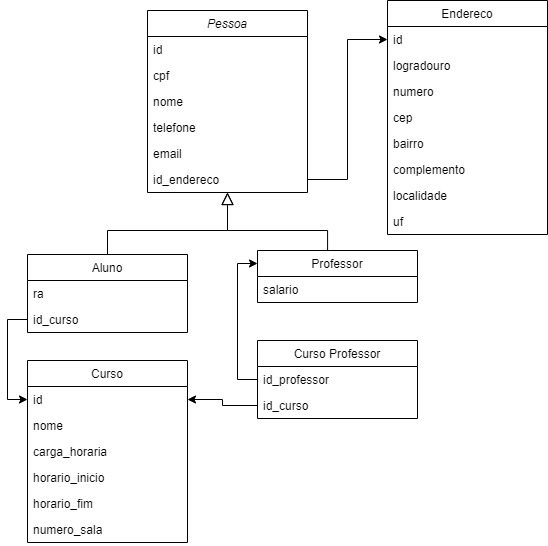 Pessoa
id
cpf
nome
telefone
email
id_endereco
Endereco
id
logradouro
numero
cep
bairro
complemento
localidade
uf
Aluno
ra
id_curso
Professor
salario
Curso
id
nome
carga_horaria
horario_inicio
horario_fim
numero_sala
Curso Professor
id_professor
id_curso